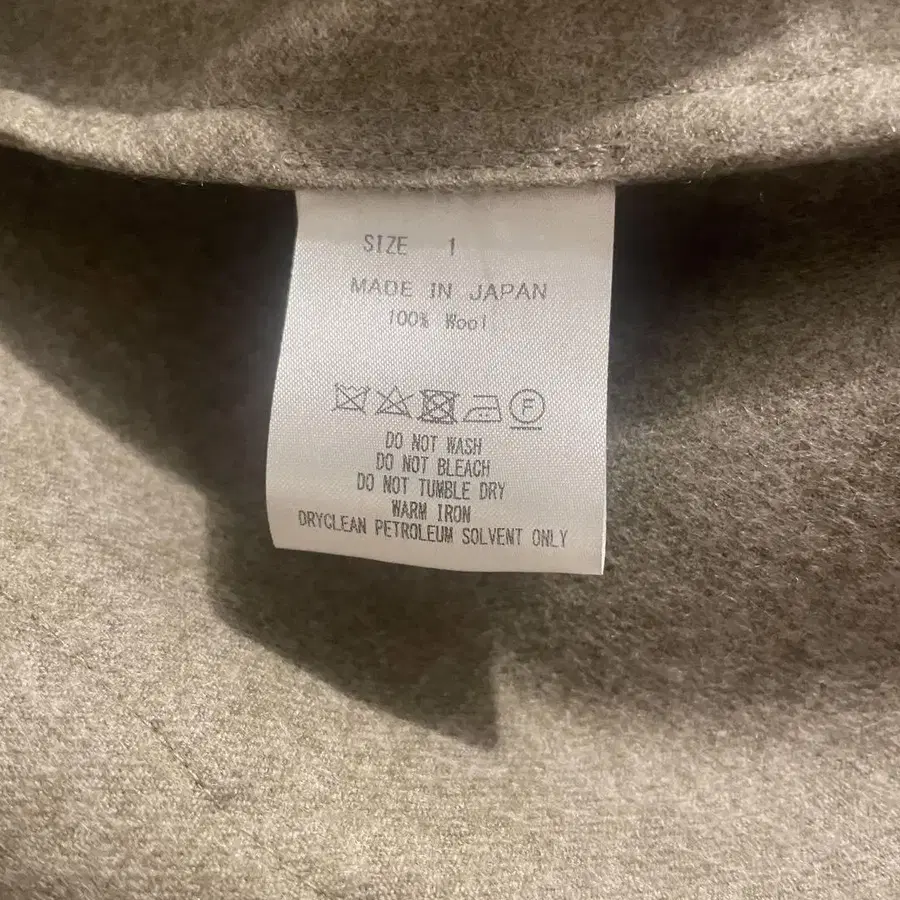 SIZE 1
MADE IN JAPAN
100% Wool
F
DO NOT WASH
DO NOT BLEACH
DO NOT TUMBLE DRY
WARM IRON
DRYCLEAN PETROLEUM SOLVENT ONLY